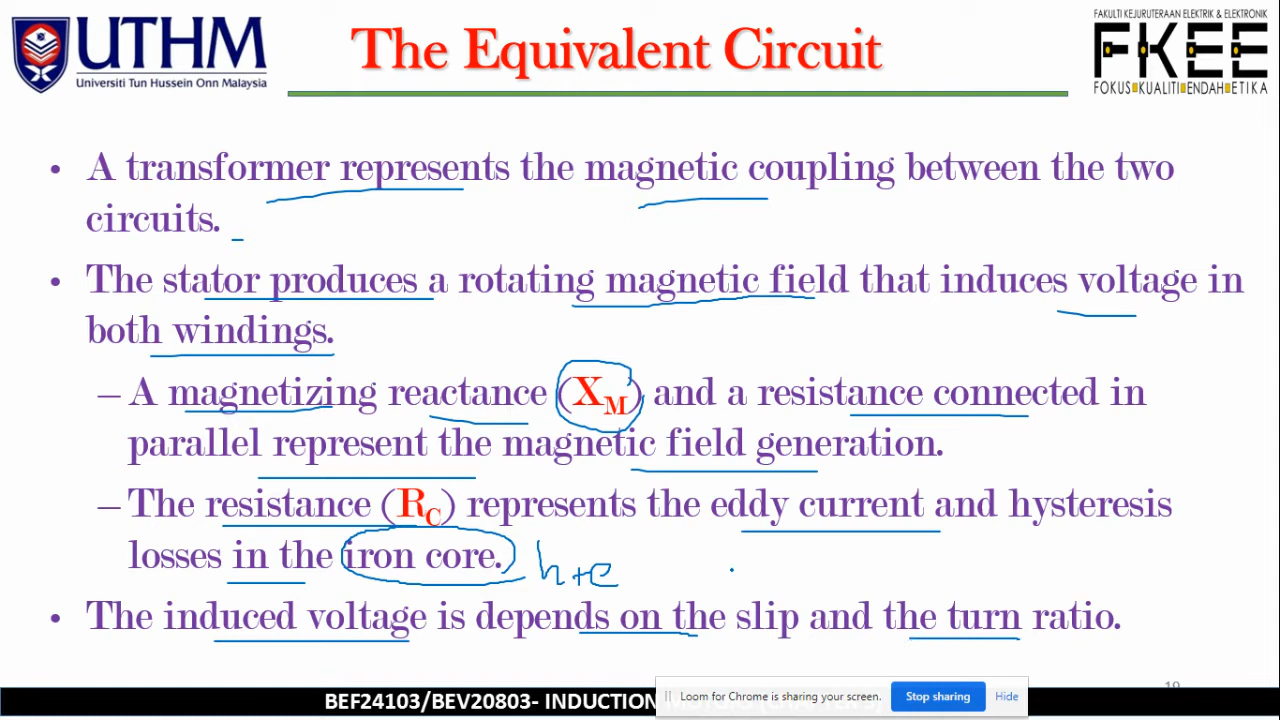 UTHM
Universiti Tun Hussein Onn Malaysia
The Equivalent Circuit
FAKULTI KEJURUTERAAN ELEKTRIK & ELEKTRONIK
FKEE
FOKUS KUALITI ENDAH ETIKA
• A transformer represents the magnetic coupling between the two
circuits.
• The stator produces a rotating magnetic field that induces voltage in
both windings.
– A magnetizing reactance (XM) and a resistance connected in
parallel represent the magnetic field generation.
– The resistance (RC) represents the eddy current and hysteresis
losses in the iron core.
h+e
• The induced voltage is depends on the slip and the turn ratio.
BEF24103/BEV20803- INDUCTION
Loom for Chrome is sharing your screen.
Stop sharing
Hide